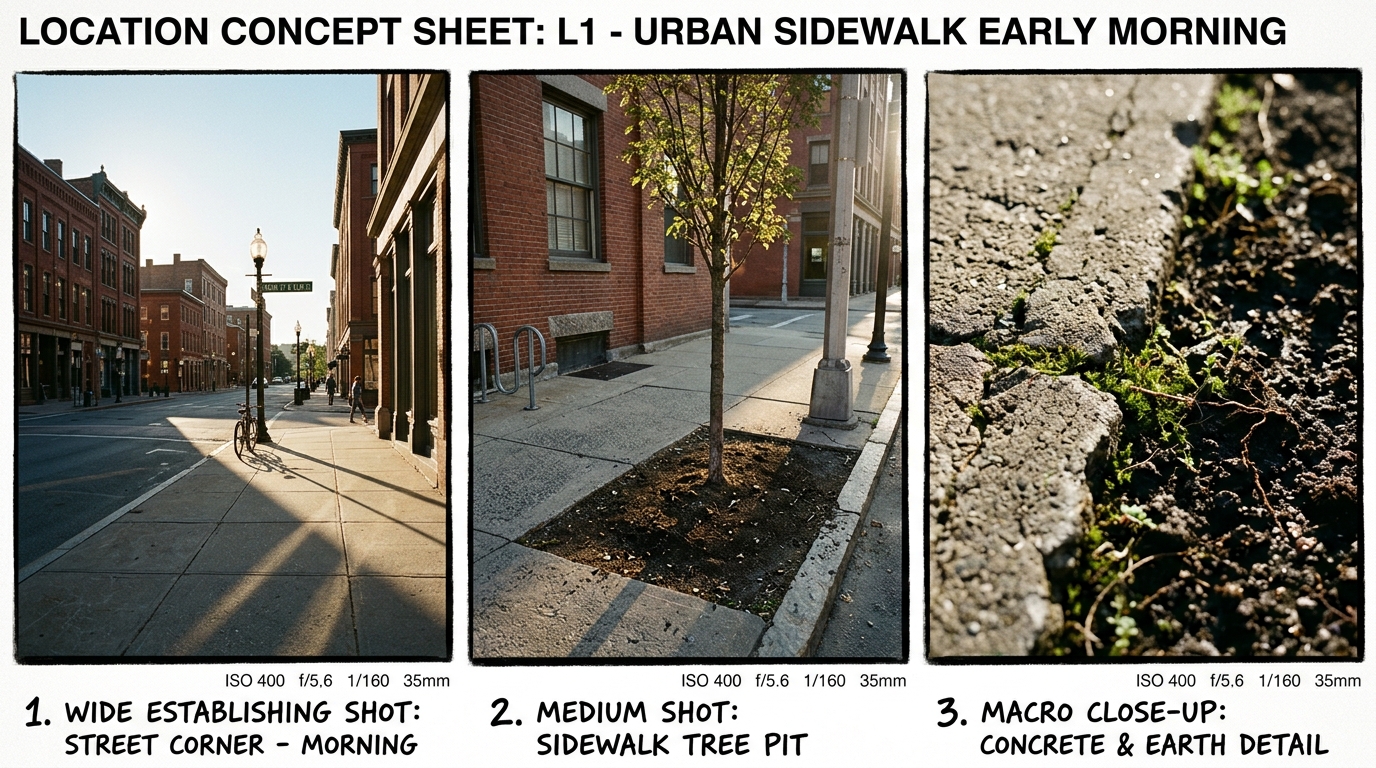 LOCATION CONCEPT SHEET: L1 - URBAN SIDEWALK EARLY MORNING
ISO 400 f/5,6 1/160 35mm
1. WIDE ESTABLISHING SHOT:
STREET CORNER - MORNING
ISO 400 f/5.6 1/160 35mm
2. MEDIUM SHOT:
SIDEWALK TREE PIT
ISO 400 f/5,6 1/160 35mm
3. MACRO CLOSE-UP:
CONCRETE & EARTH DETAIL